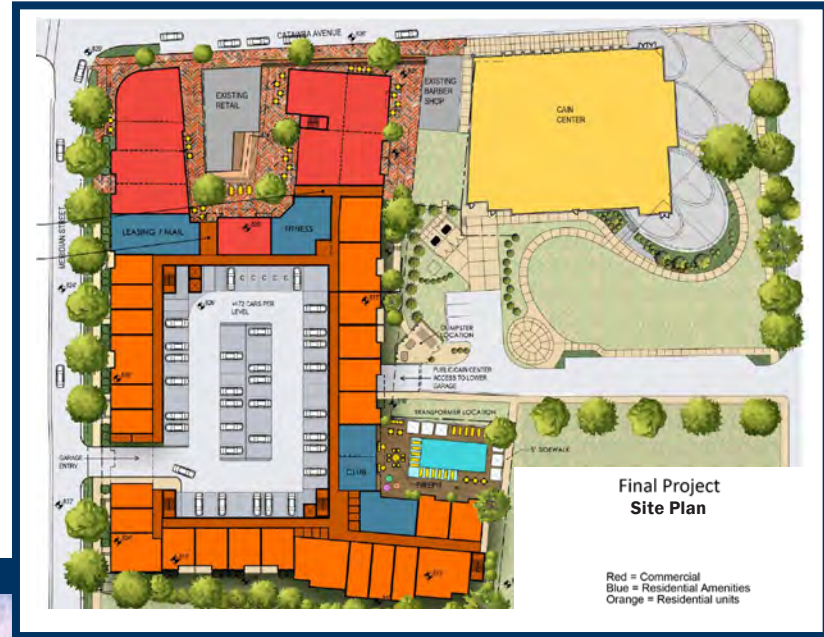 CATAWBA AVENUE
EXISTING
RETAIL
EXISTING
BARBER
SHOP
CAIN
CENTER
LEASING / MAIL
FITNESS
MERIDIAN STREET
C C C C C
±172 CARS PER
LEVEL
DUMPSTER
LOCATION
PUBLIC/CAIN CENTER
ACCESS TO LOWER
GARAGE
TRANSFORMER LOCATION
GARAGE
ENTRY
CLUB
5' SIDEWALK
FIREPIT
Final Project
Site Plan
Red = Commercial
Blue = Residential Amenities
Orange = Residential units